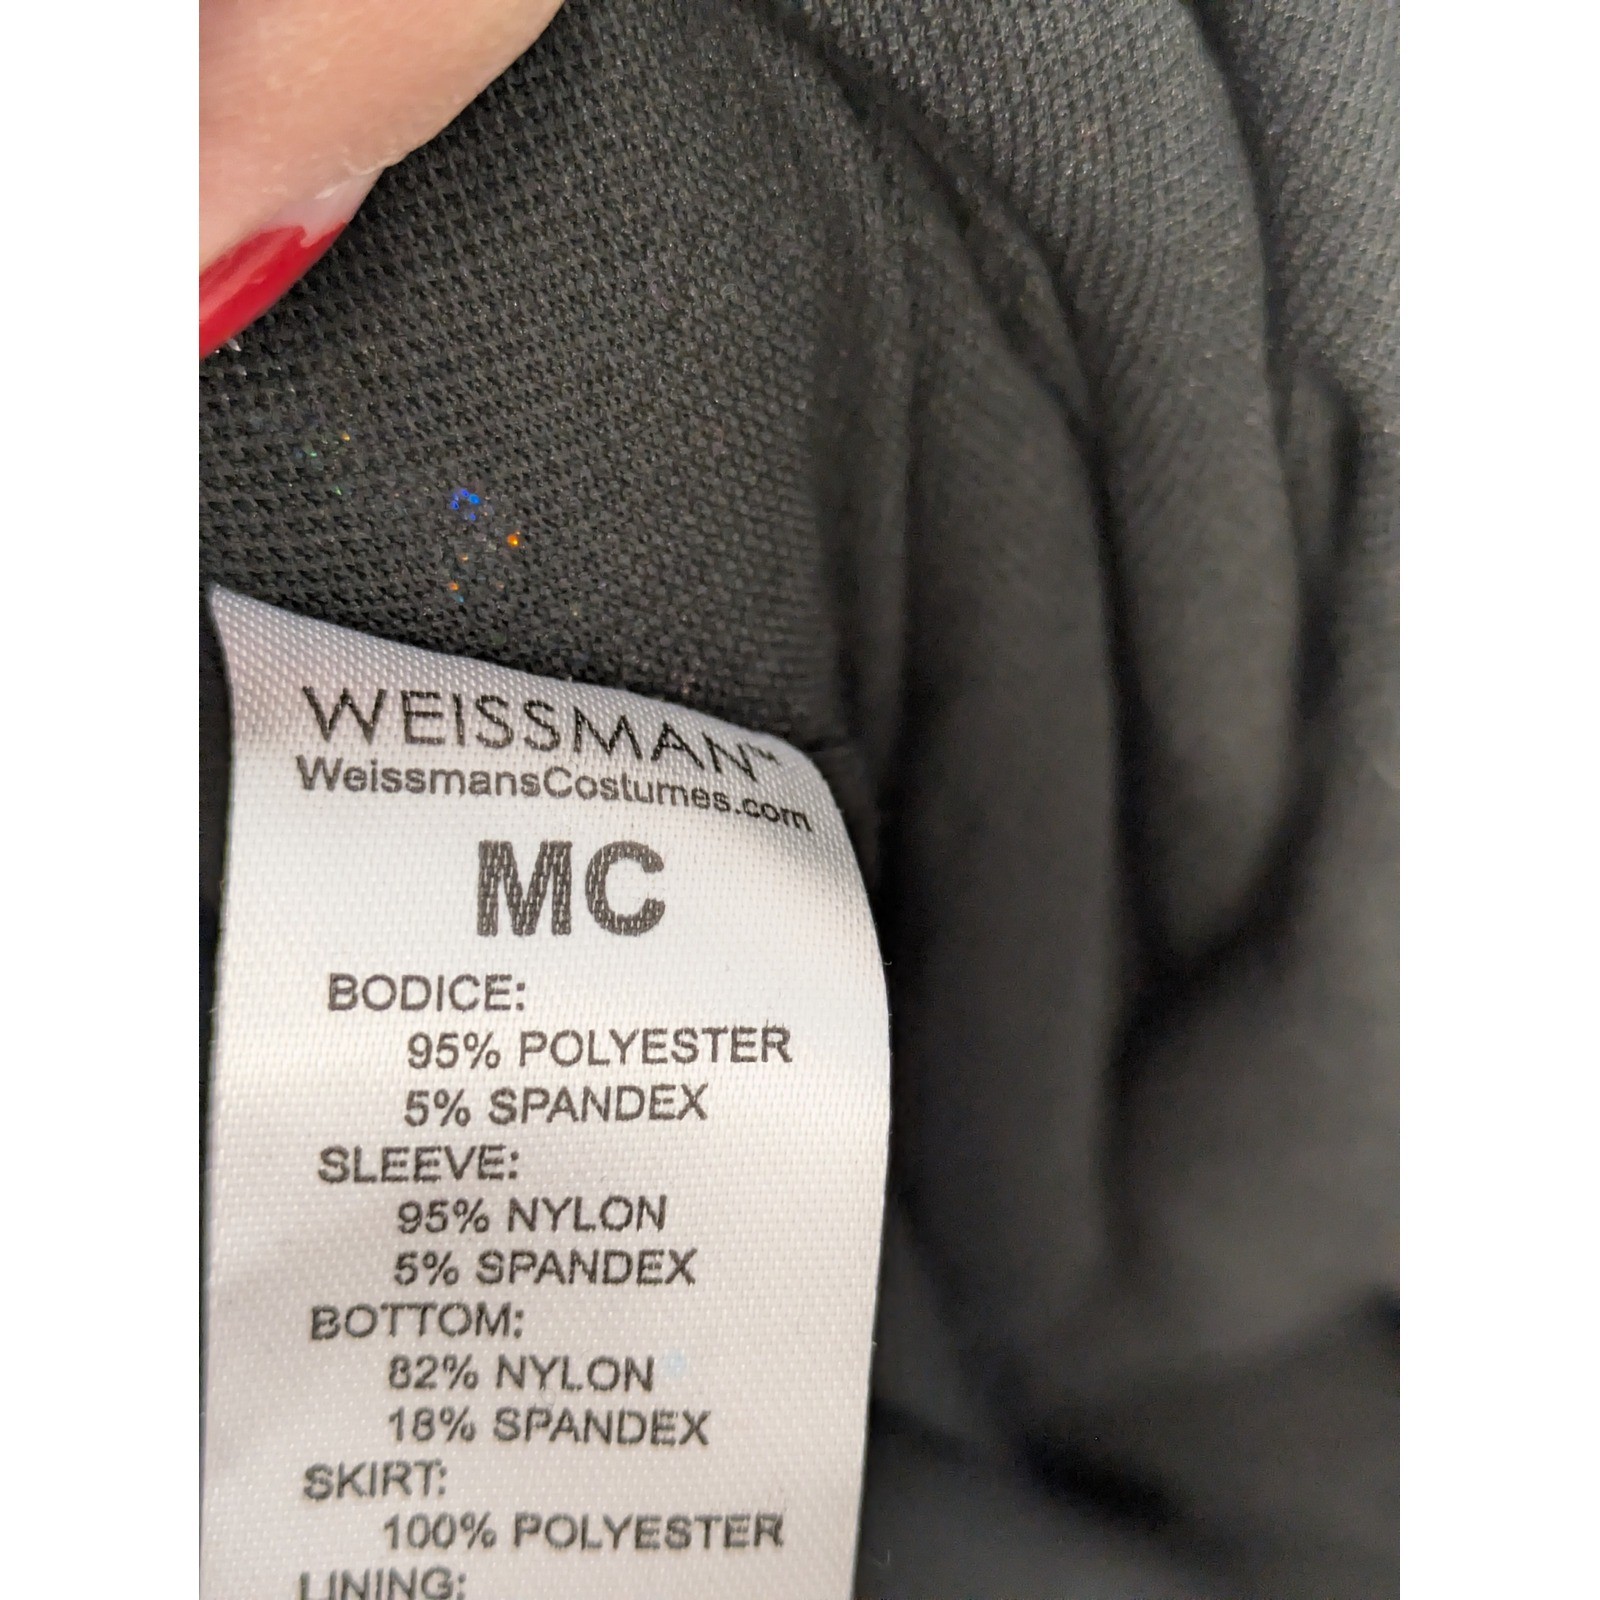 WEISSMAN™
WeissmansCostumes.com
MC
BODICE:
95% POLYESTER
5% SPANDEX
SLEEVE:
95% NYLON
5% SPANDEX
BOTTOM:
82% NYLON
18% SPANDEX
SKIRT:
100% POLYESTER
LINING: